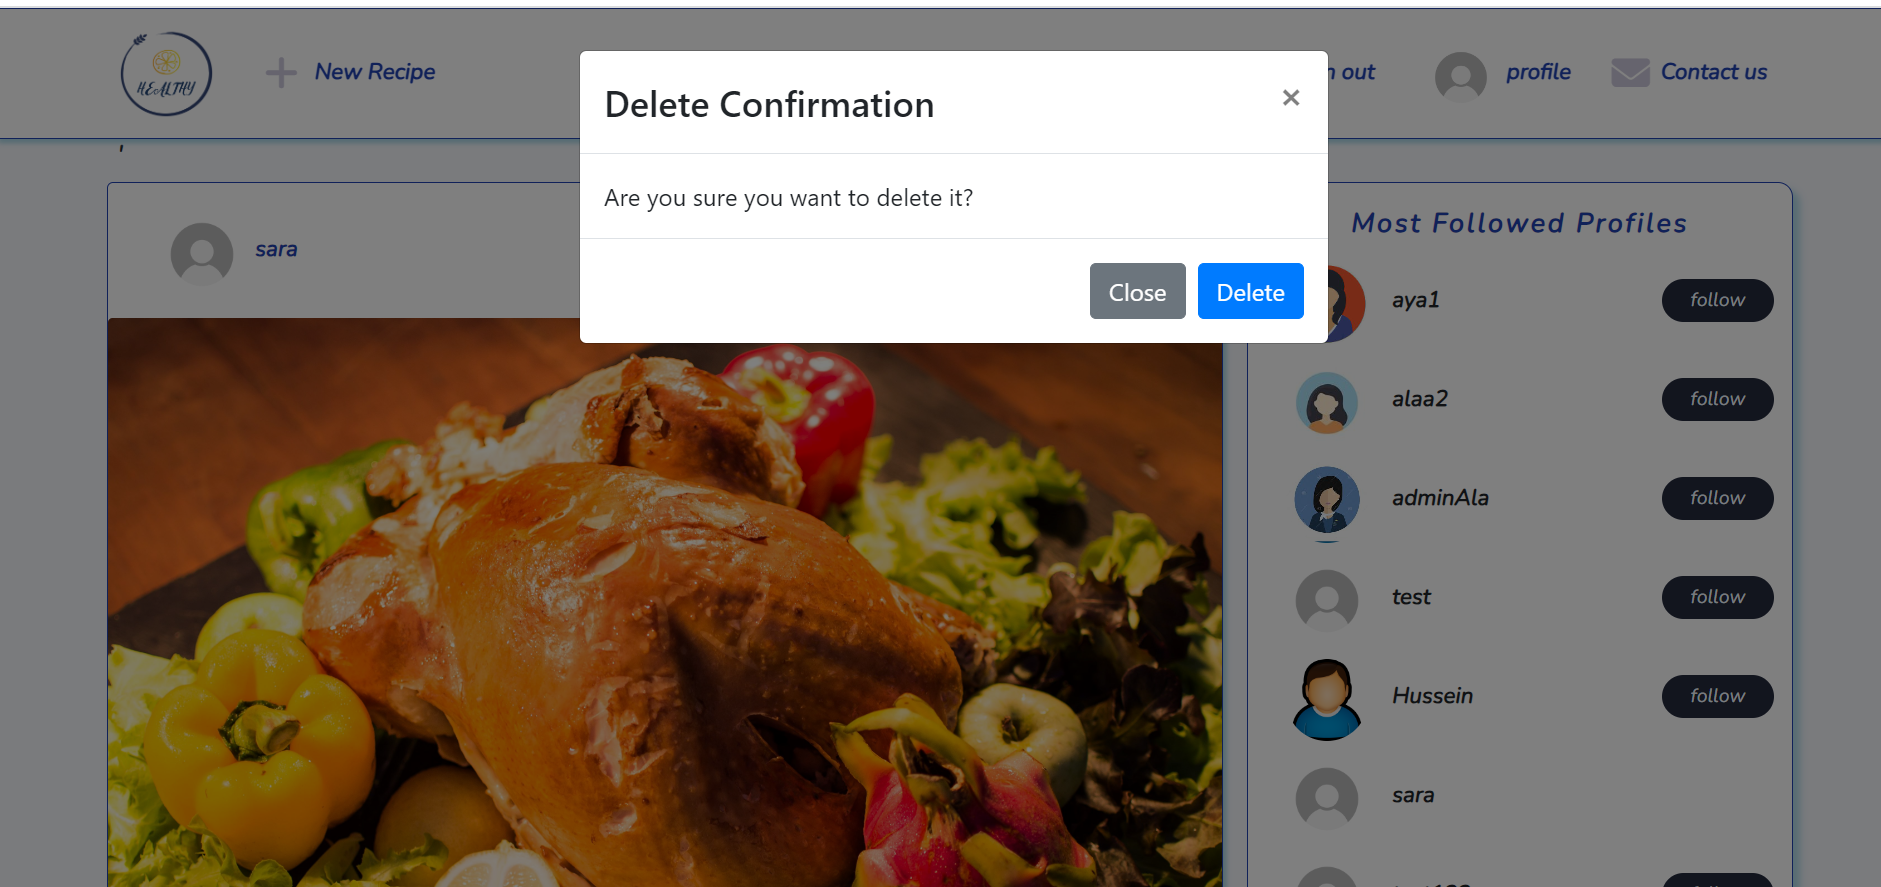 HEALTHY
New Recipe
out
profile
Contact us
Delete Confirmation
×
Are you sure you want to delete it?
Close
Delete
sara
Most Followed Profiles
aya1
follow
alaa2
follow
adminAla
follow
test
follow
Hussein
follow
sara